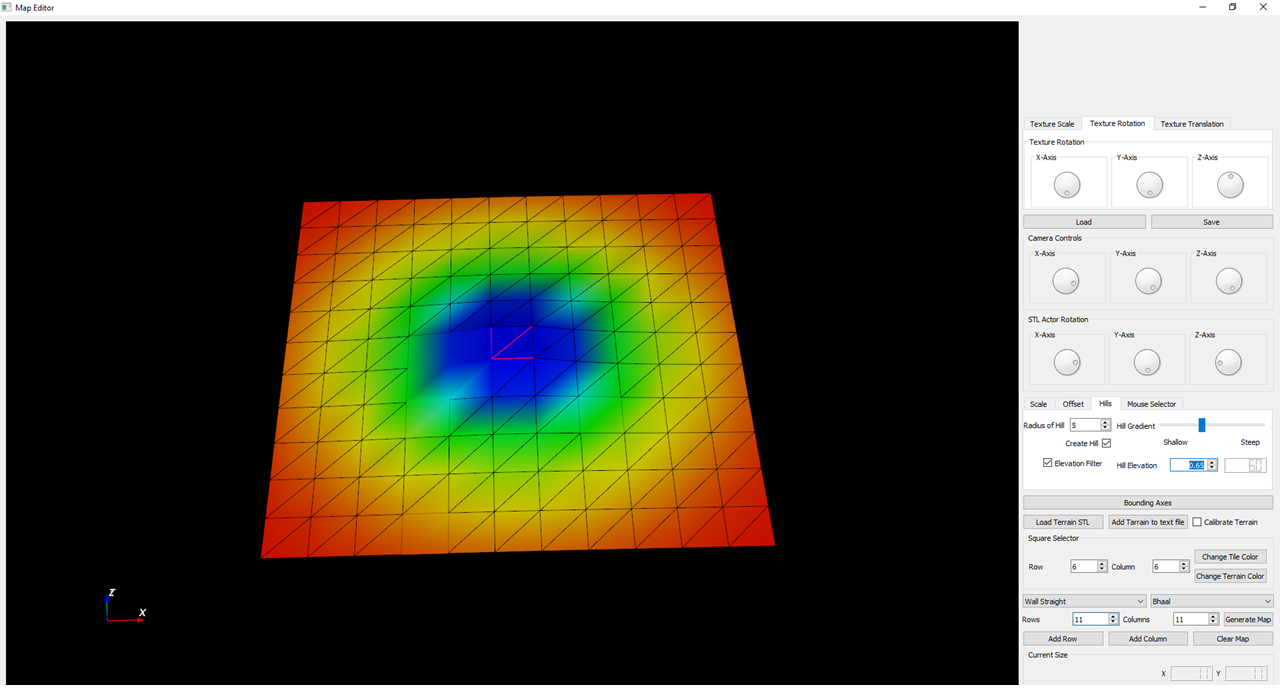 Map Editor
Texture Scale Texture Rotation Texture Translation
Texture Rotation
X-Axis Y-Axis Z-Axis
Load Save
Camera Controls
X-Axis Y-Axis Z-Axis
STL Actor Rotation
X-Axis Y-Axis Z-Axis
Scale Offset Hills Mouse Selector
Radius of Hill 5 Hill Gradient
Create Hill Shallow Steep
Elevation Filter Hill Elevation 0.65 50
Bounding Axes
Load Terrain STL Add Tarrain to text file Calibrate Terrain
Square Selector
Change Tile Color
Row 6 Column 6
Change Terrain Color
Wall Straight Bhaal
Rows 11 Columns 11 Generate Map
Add Row Add Column Clear Map
Current Size
X 11 Y 11
Z
X